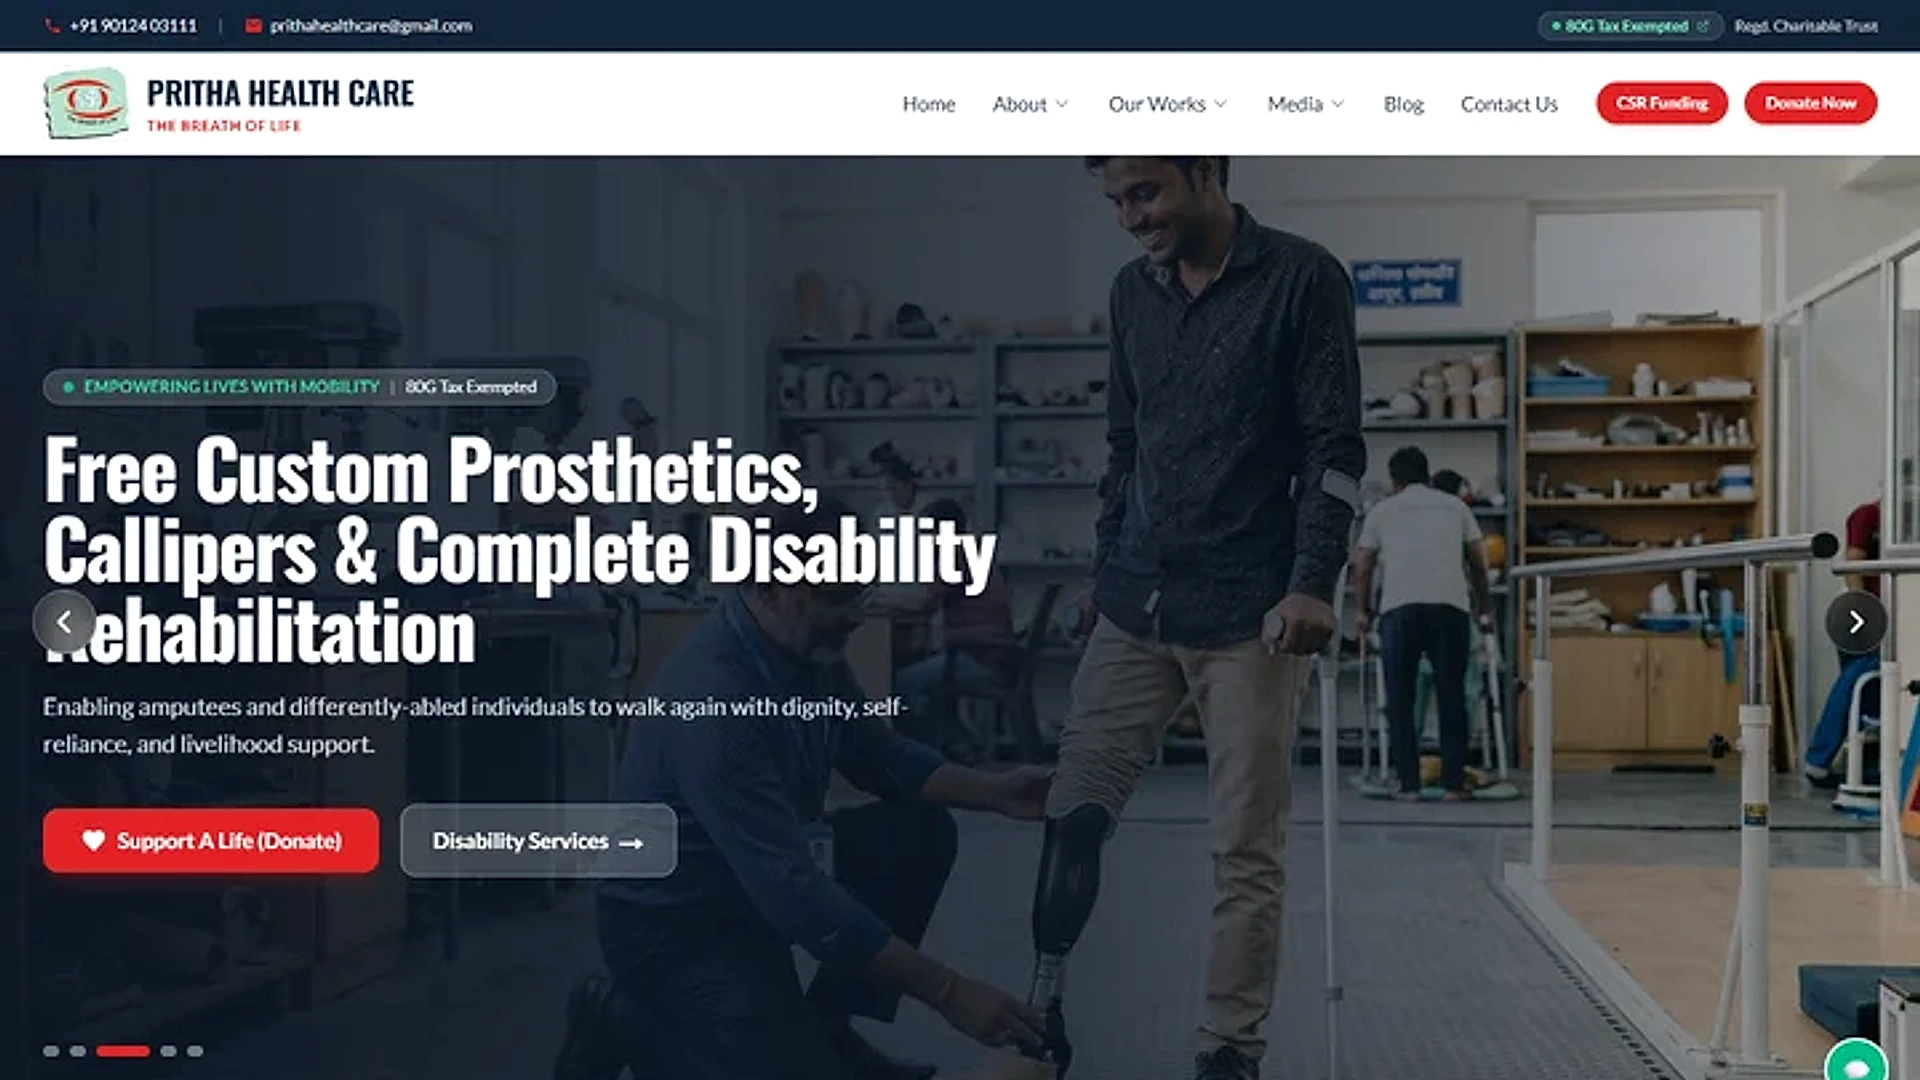 +91 90124 03111 | prithahealthcare@gmail.com
80G Tax Exempted
Regd. Charitable Trust
PRITHA HEALTH CARE
THE BREATH OF LIFE
Home About Our Works Media Blog Contact Us CSR Funding Donate Now
EMPOWERING LIVES WITH MOBILITY | 80G Tax Exempted
Free Custom Prosthetics,
Callipers & Complete Disability
Rehabilitation
Enabling amputees and differently-abled individuals to walk again with dignity, self-
reliance, and livelihood support.
Support A Life (Donate)
Disability Services →